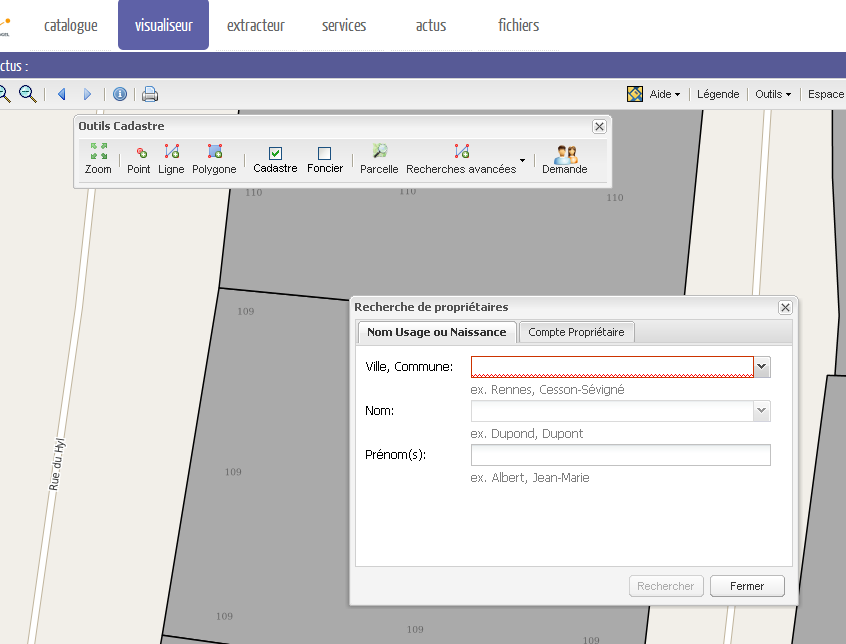 catalogue visualiseur extracteur services actus fichiers
ctus :
Aide Légende Outils Espace
Outils Cadastre
Zoom Point Ligne Polygone Cadastre Foncier Parcelle Recherches avancées Demande
110 110 110
Recherche de propriétaires
109
Nom Usage ou Naissance Compte Propriétaire
Ville, Commune:
ex. Rennes, Cesson-Sévigné
Nom:
ex. Dupond, Dupont
Rue du Hyl
Prénom(s):
109
ex. Albert, Jean-Marie
Rechercher Fermer
109
109
109